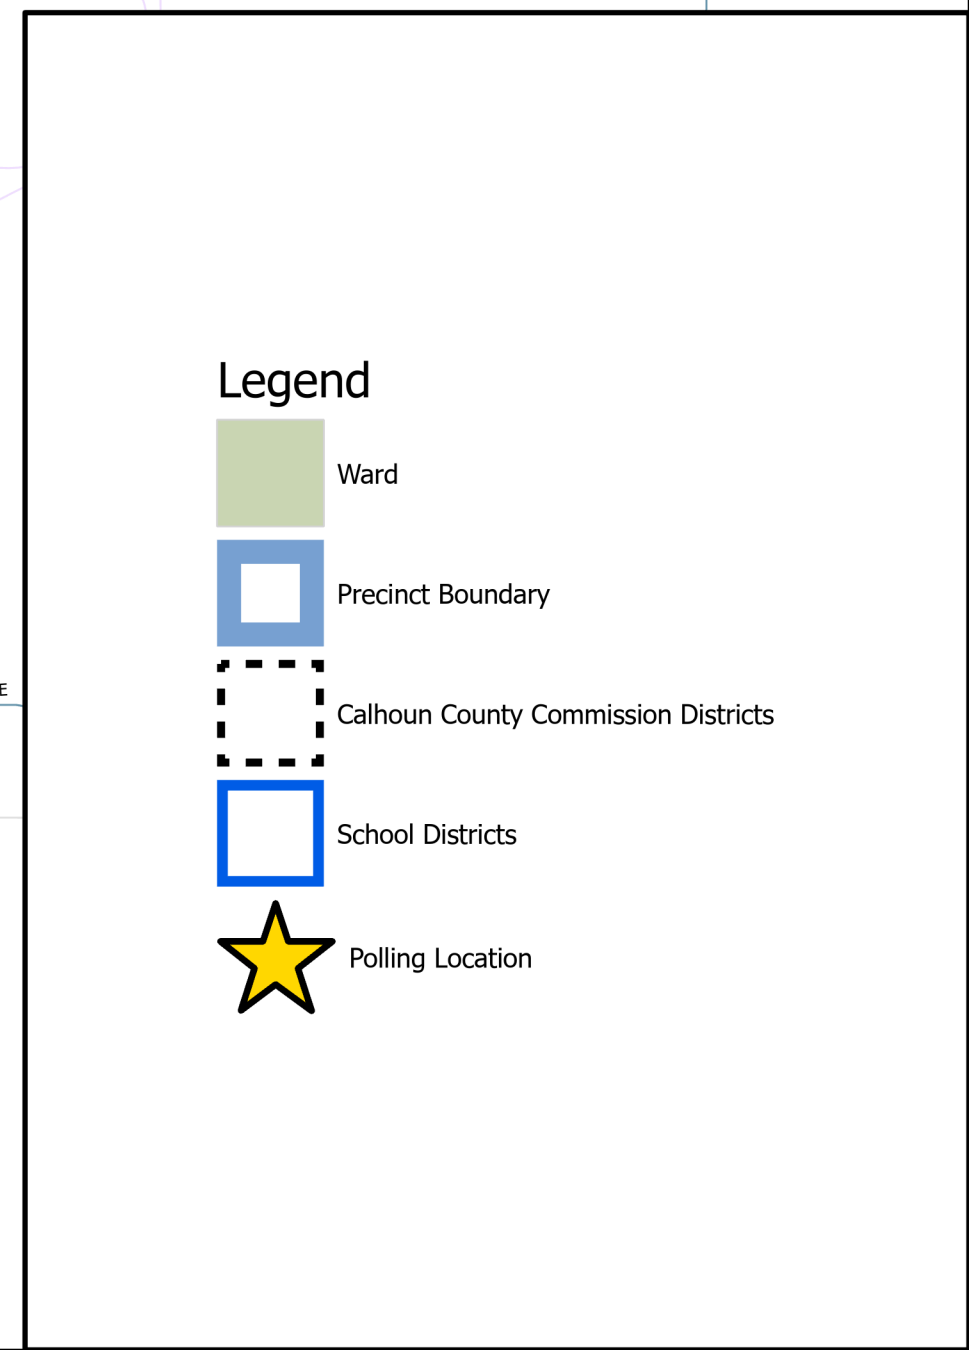 Legend
Ward
Precinct Boundary
Calhoun County Commission Districts
School Districts
Polling Location
E